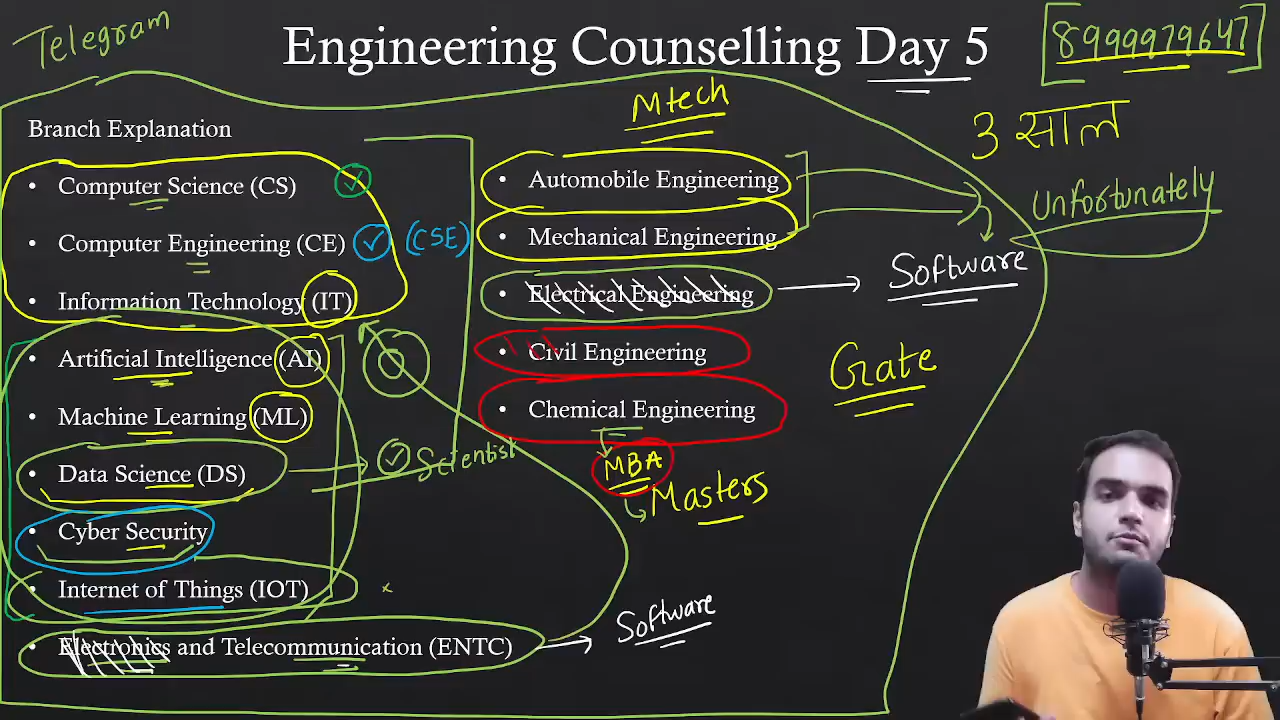 Telegram
Engineering Counselling Day 5
8999979647
Branch Explanation
• Computer Science (CS)
• Computer Engineering (CE) (CSE)
• Information Technology (IT)
• Artificial Intelligence (AI)
• Machine Learning (ML)
• Data Science (DS) Scientist
• Cyber Security
• Internet of Things (IOT)
• Electronics and Telecommunication (ENTC)
Software
Mtech
• Automobile Engineering
• Mechanical Engineering
• Electrical Engineering
• Civil Engineering
• Chemical Engineering
MBA
Masters
3 साल
Unfortunately
Software
Gate